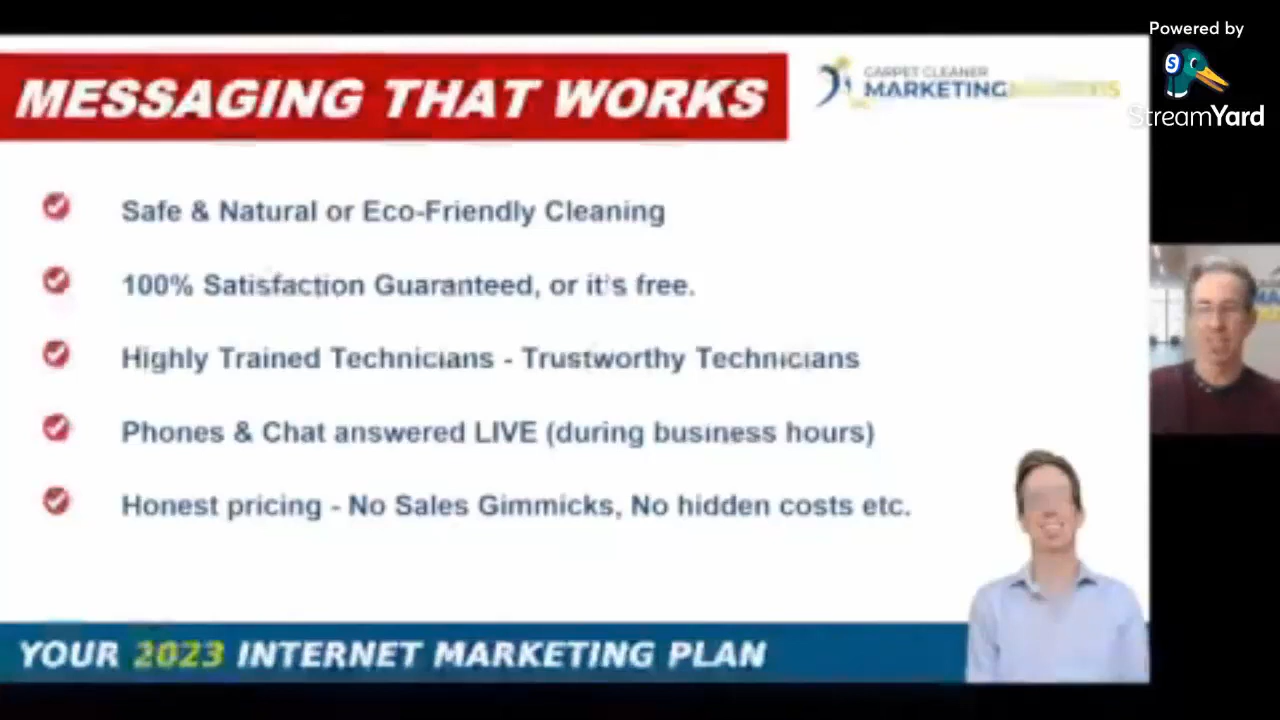 Powered by
StreamYard
MESSAGING THAT WORKS
CARPET CLEANER
MARKETING
Safe & Natural or Eco-Friendly Cleaning
100% Satisfaction Guaranteed, or it's free.
Highly Trained Technicians - Trustworthy Technicians
Phones & Chat answered LIVE (during business hours)
Honest pricing - No Sales Gimmicks, No hidden costs etc.
YOUR 2023 INTERNET MARKETING PLAN